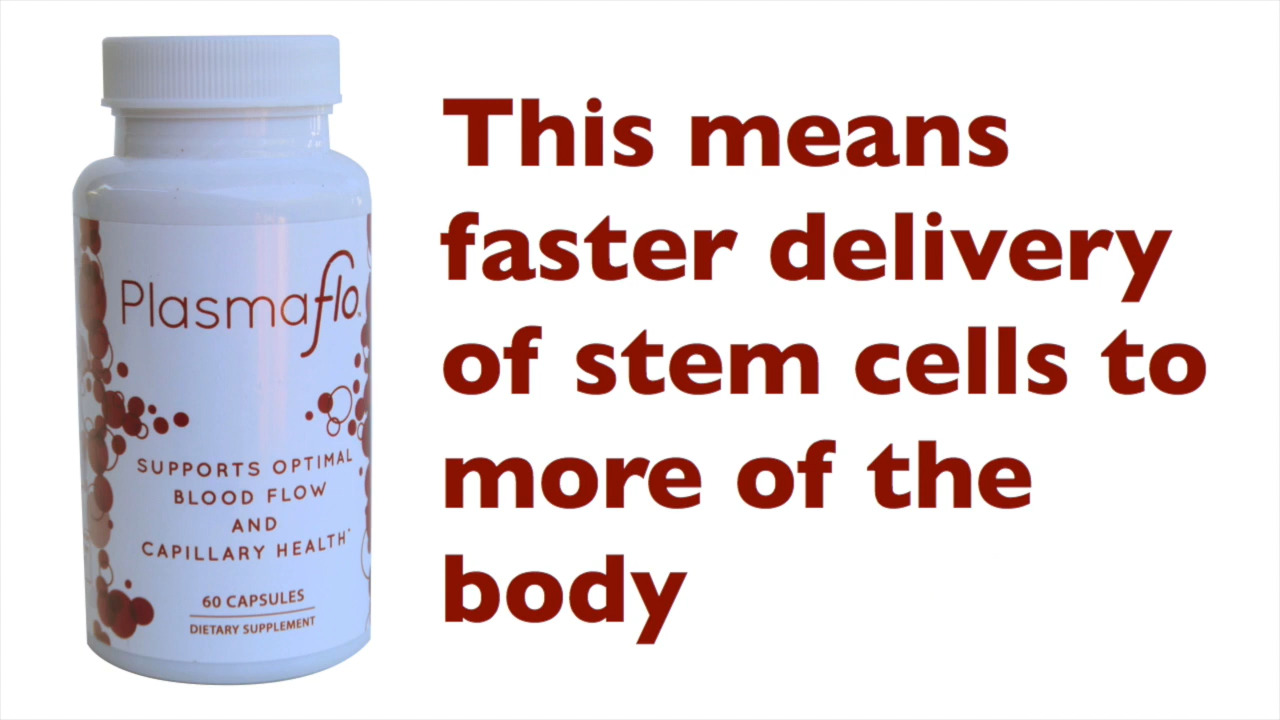 Plasmaflo™
SUPPORTS OPTIMAL
BLOOD FLOW
AND
CAPILLARY HEALTH*
60 CAPSULES
DIETARY SUPPLEMENT
This means
faster delivery
of stem cells to
more of the
body